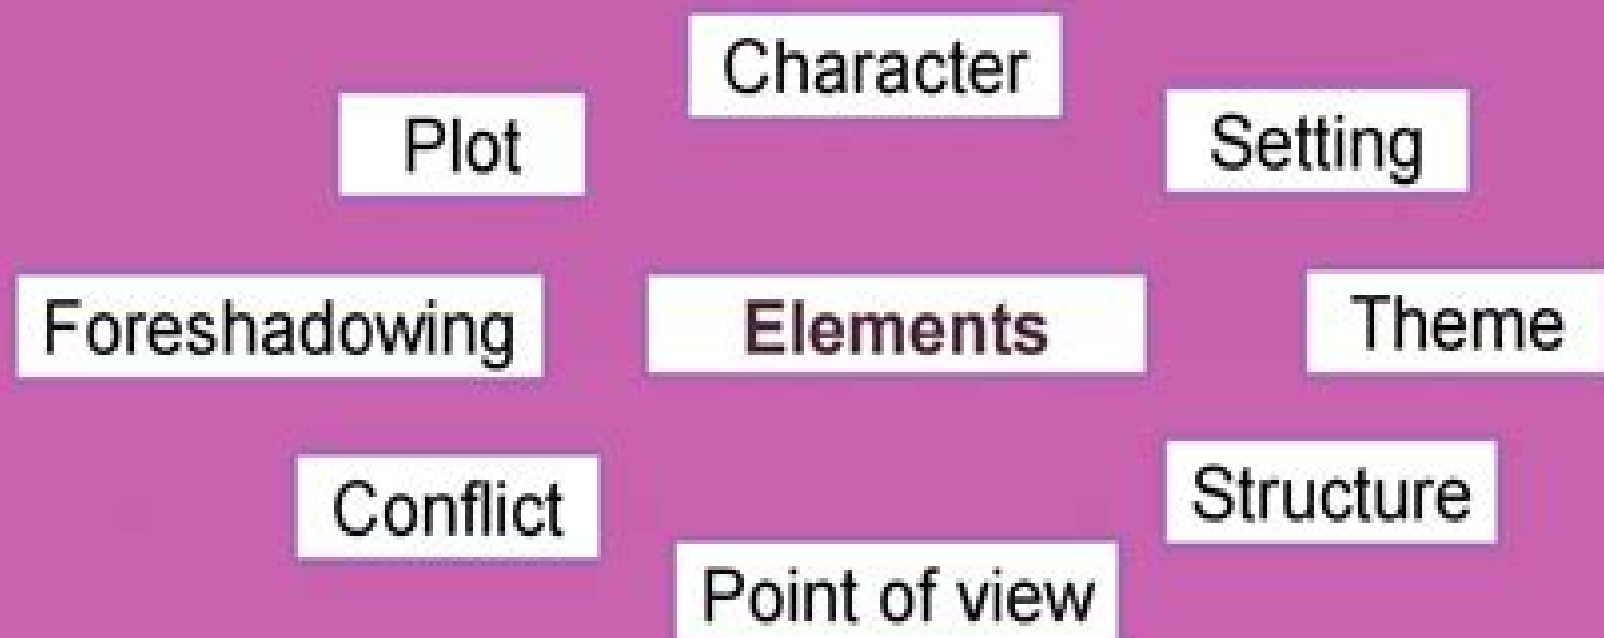 Character
Plot
Setting
Foreshadowing
Elements
Theme
Conflict
Structure
Point of view